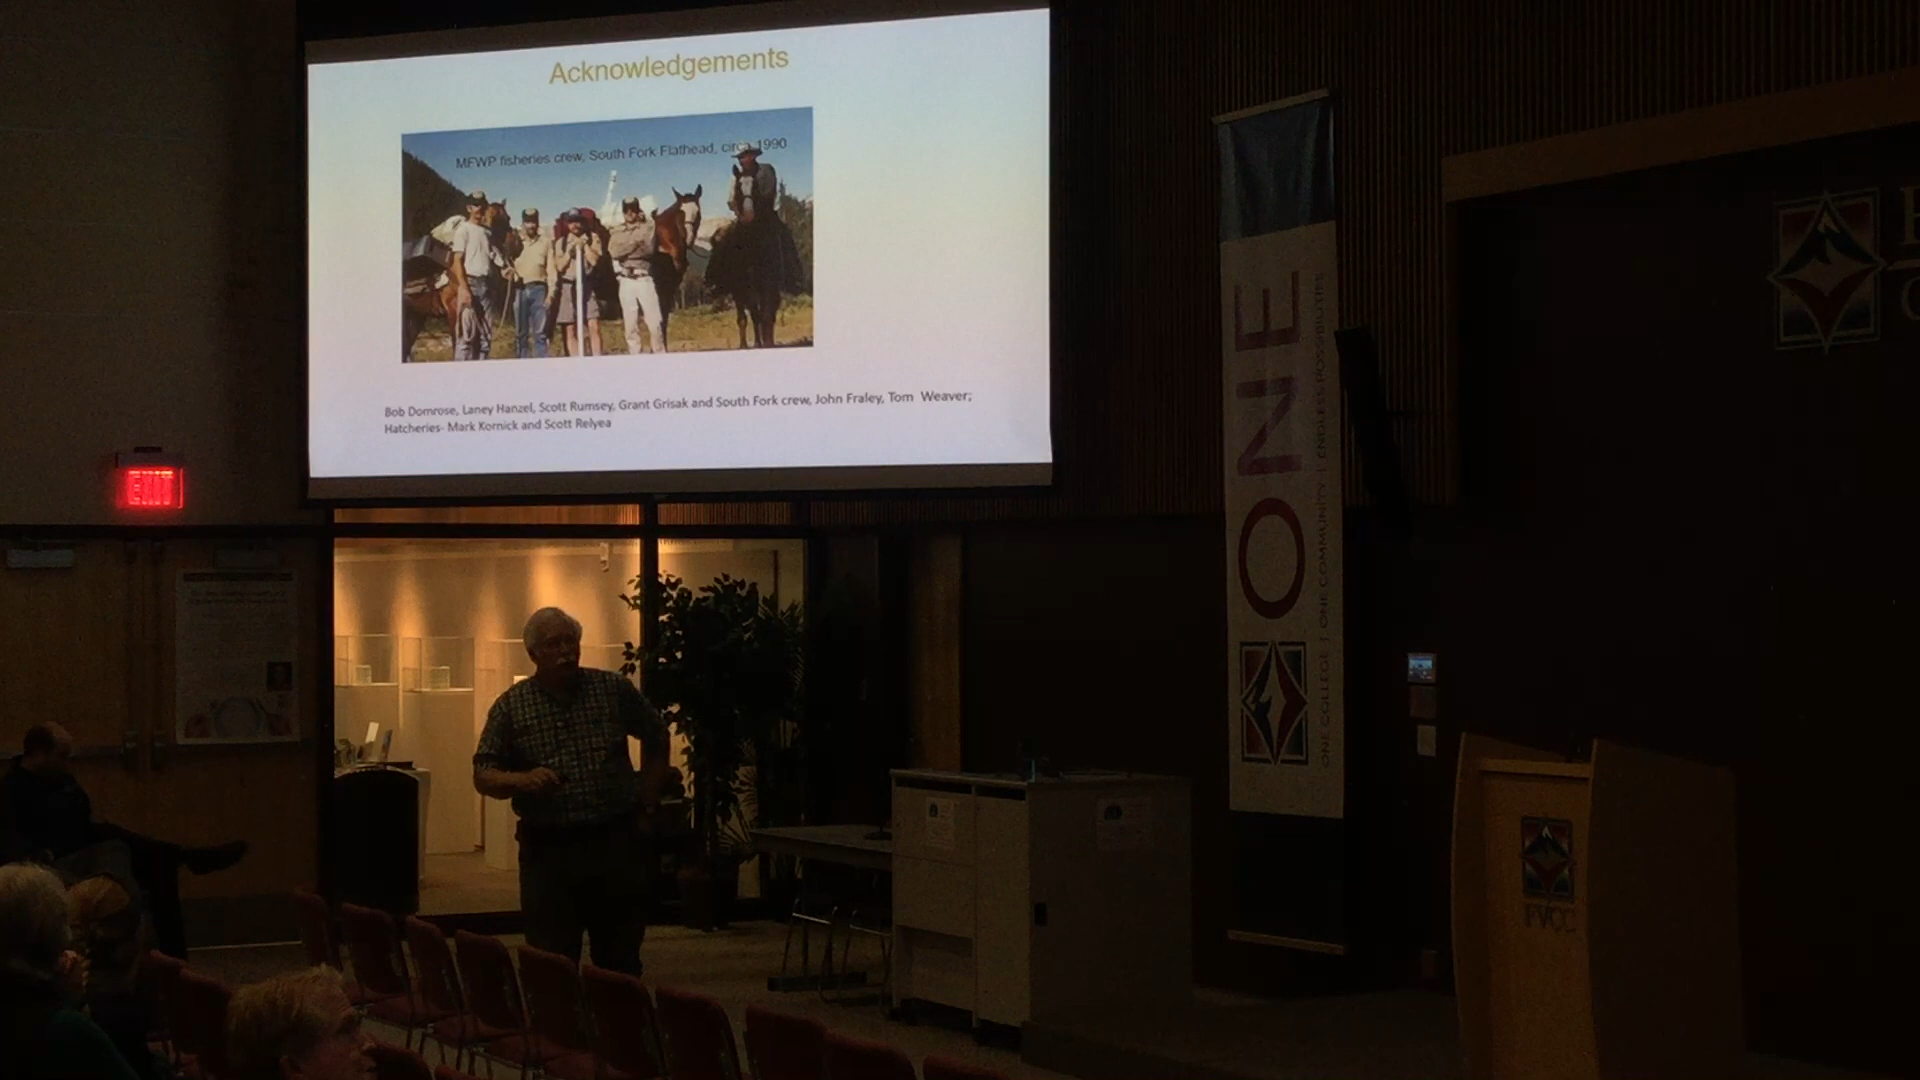 Acknowledgements
MFWP fisheries crew, South Fork Flathead, circa 1990
Bob Domrose, Laney Hanzel, Scott Rumsey, Grant Grisak and South Fork crew, John Fraley, Tom Weaver;
Hatcheries- Mark Kornick and Scott Relyea
EXIT
ONE
ONE COLLEGE | ONE COMMUNITY | ENDLESS POSSIBILITIES
FVCC